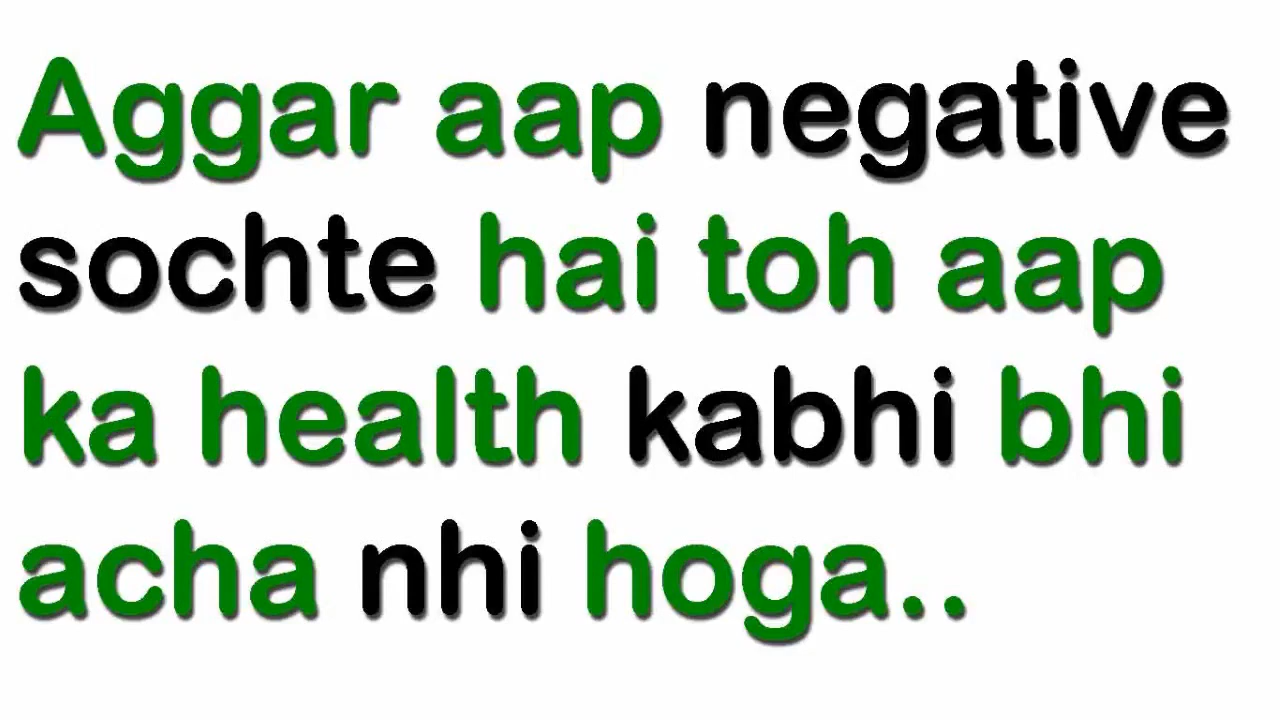 Aggar aap negative
sochte hai toh aap
ka health kabhi bhi
acha nhi hoga..